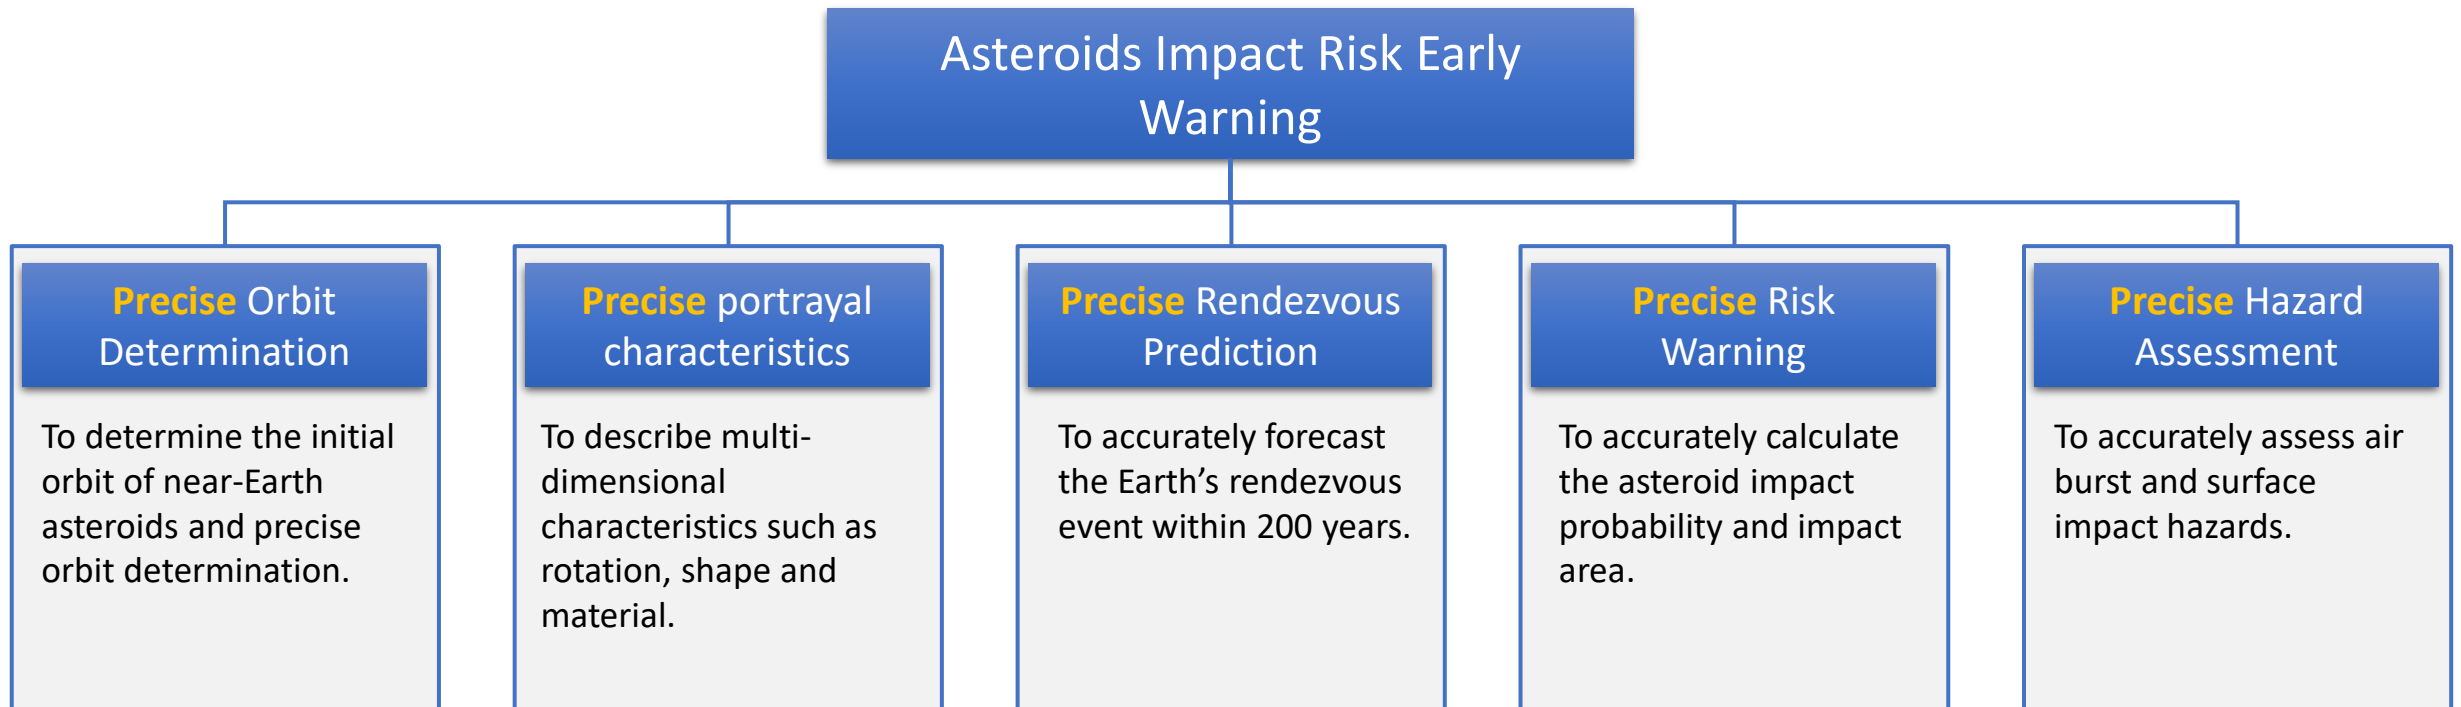 Asteroids Impact Risk Early
Warning
Precise Orbit
Determination
To determine the initial
orbit of near-Earth
asteroids and precise
orbit determination.
Precise portrayal
characteristics
To describe multi-
dimensional
characteristics such as
rotation, shape and
material.
Precise Rendezvous
Prediction
To accurately forecast
the Earth’s rendezvous
event within 200 years.
Precise Risk
Warning
To accurately calculate
the asteroid impact
probability and impact
area.
Precise Hazard
Assessment
To accurately assess air
burst and surface
impact hazards.